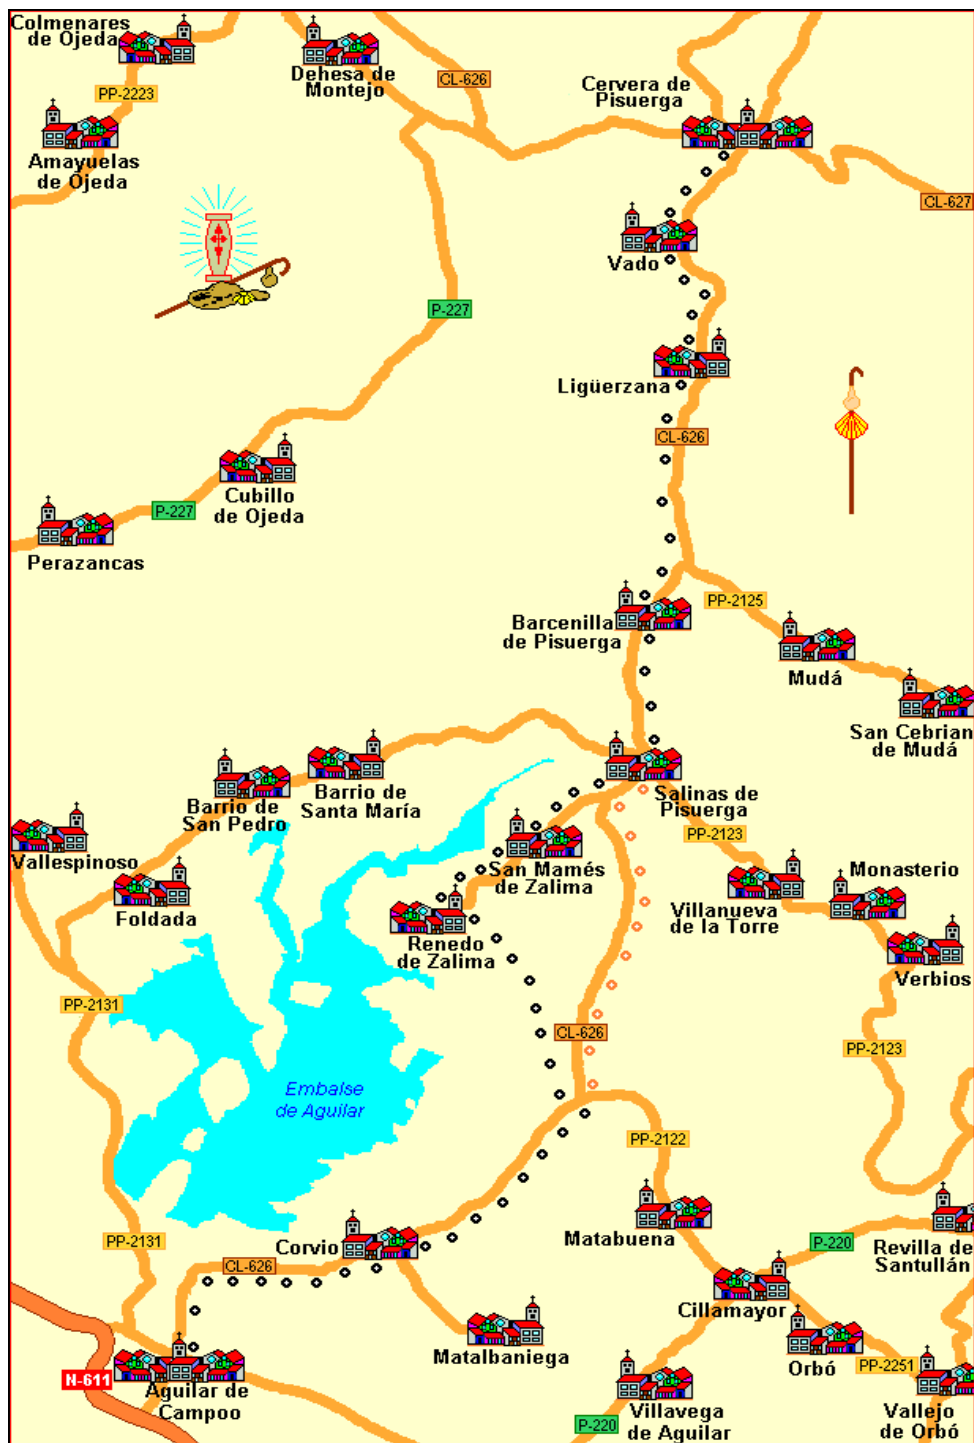 Colmenares
de Ojeda
Dehesa de
Montejo
CL-626
Cervera de
Pisuerga
PP-2223
Amayuelas
de Ojeda
CL-627
Vado
P-227
Ligüerzana
CL-626
Cubillo
de Ojeda
P-227
Perazancas
PP-2125
Barcenilla
de Pisuerga
Mudá
San Cebrian
de Mudá
Barrio de
Santa María
Barrio de
San Pedro
Salinas de
Pisuerga
PP-2123
Vallespinoso
San Mamés
de Zalima
Monasterio
Foldada
Villanueva
de la Torre
Renedo
de Zalima
Verbios
PP-2131
CL-626
PP-2123
Embalse
de Aguilar
PP-2122
Matabuena
PP-2131
Corvio
P-220
Revilla de
Santullán
CL-626
Cillamayor
Matalbaniega
Orbó
PP-2251
N-611
Aguilar de
Campoo
Villavega
de Aguilar
P-220
Vallejo
de Orbó